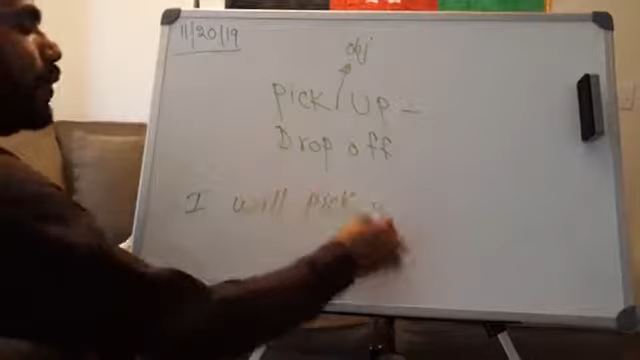 11/20/19
obj
Pick / UP -
Drop off
I will pick